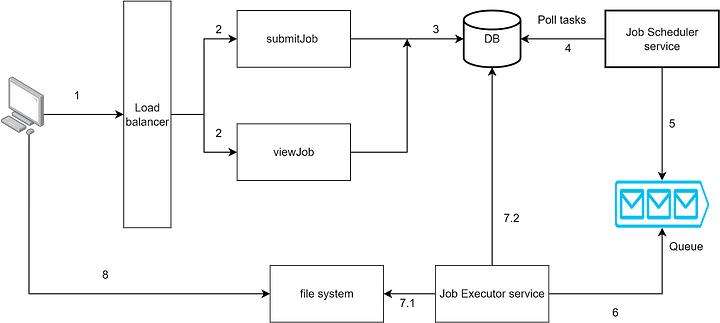 Poll tasks
2
submitJob
3
DB
4
Job Scheduler
service
1
Load
balancer
2
viewJob
5
7.2
Queue
8
file system
7.1
Job Executor service
6